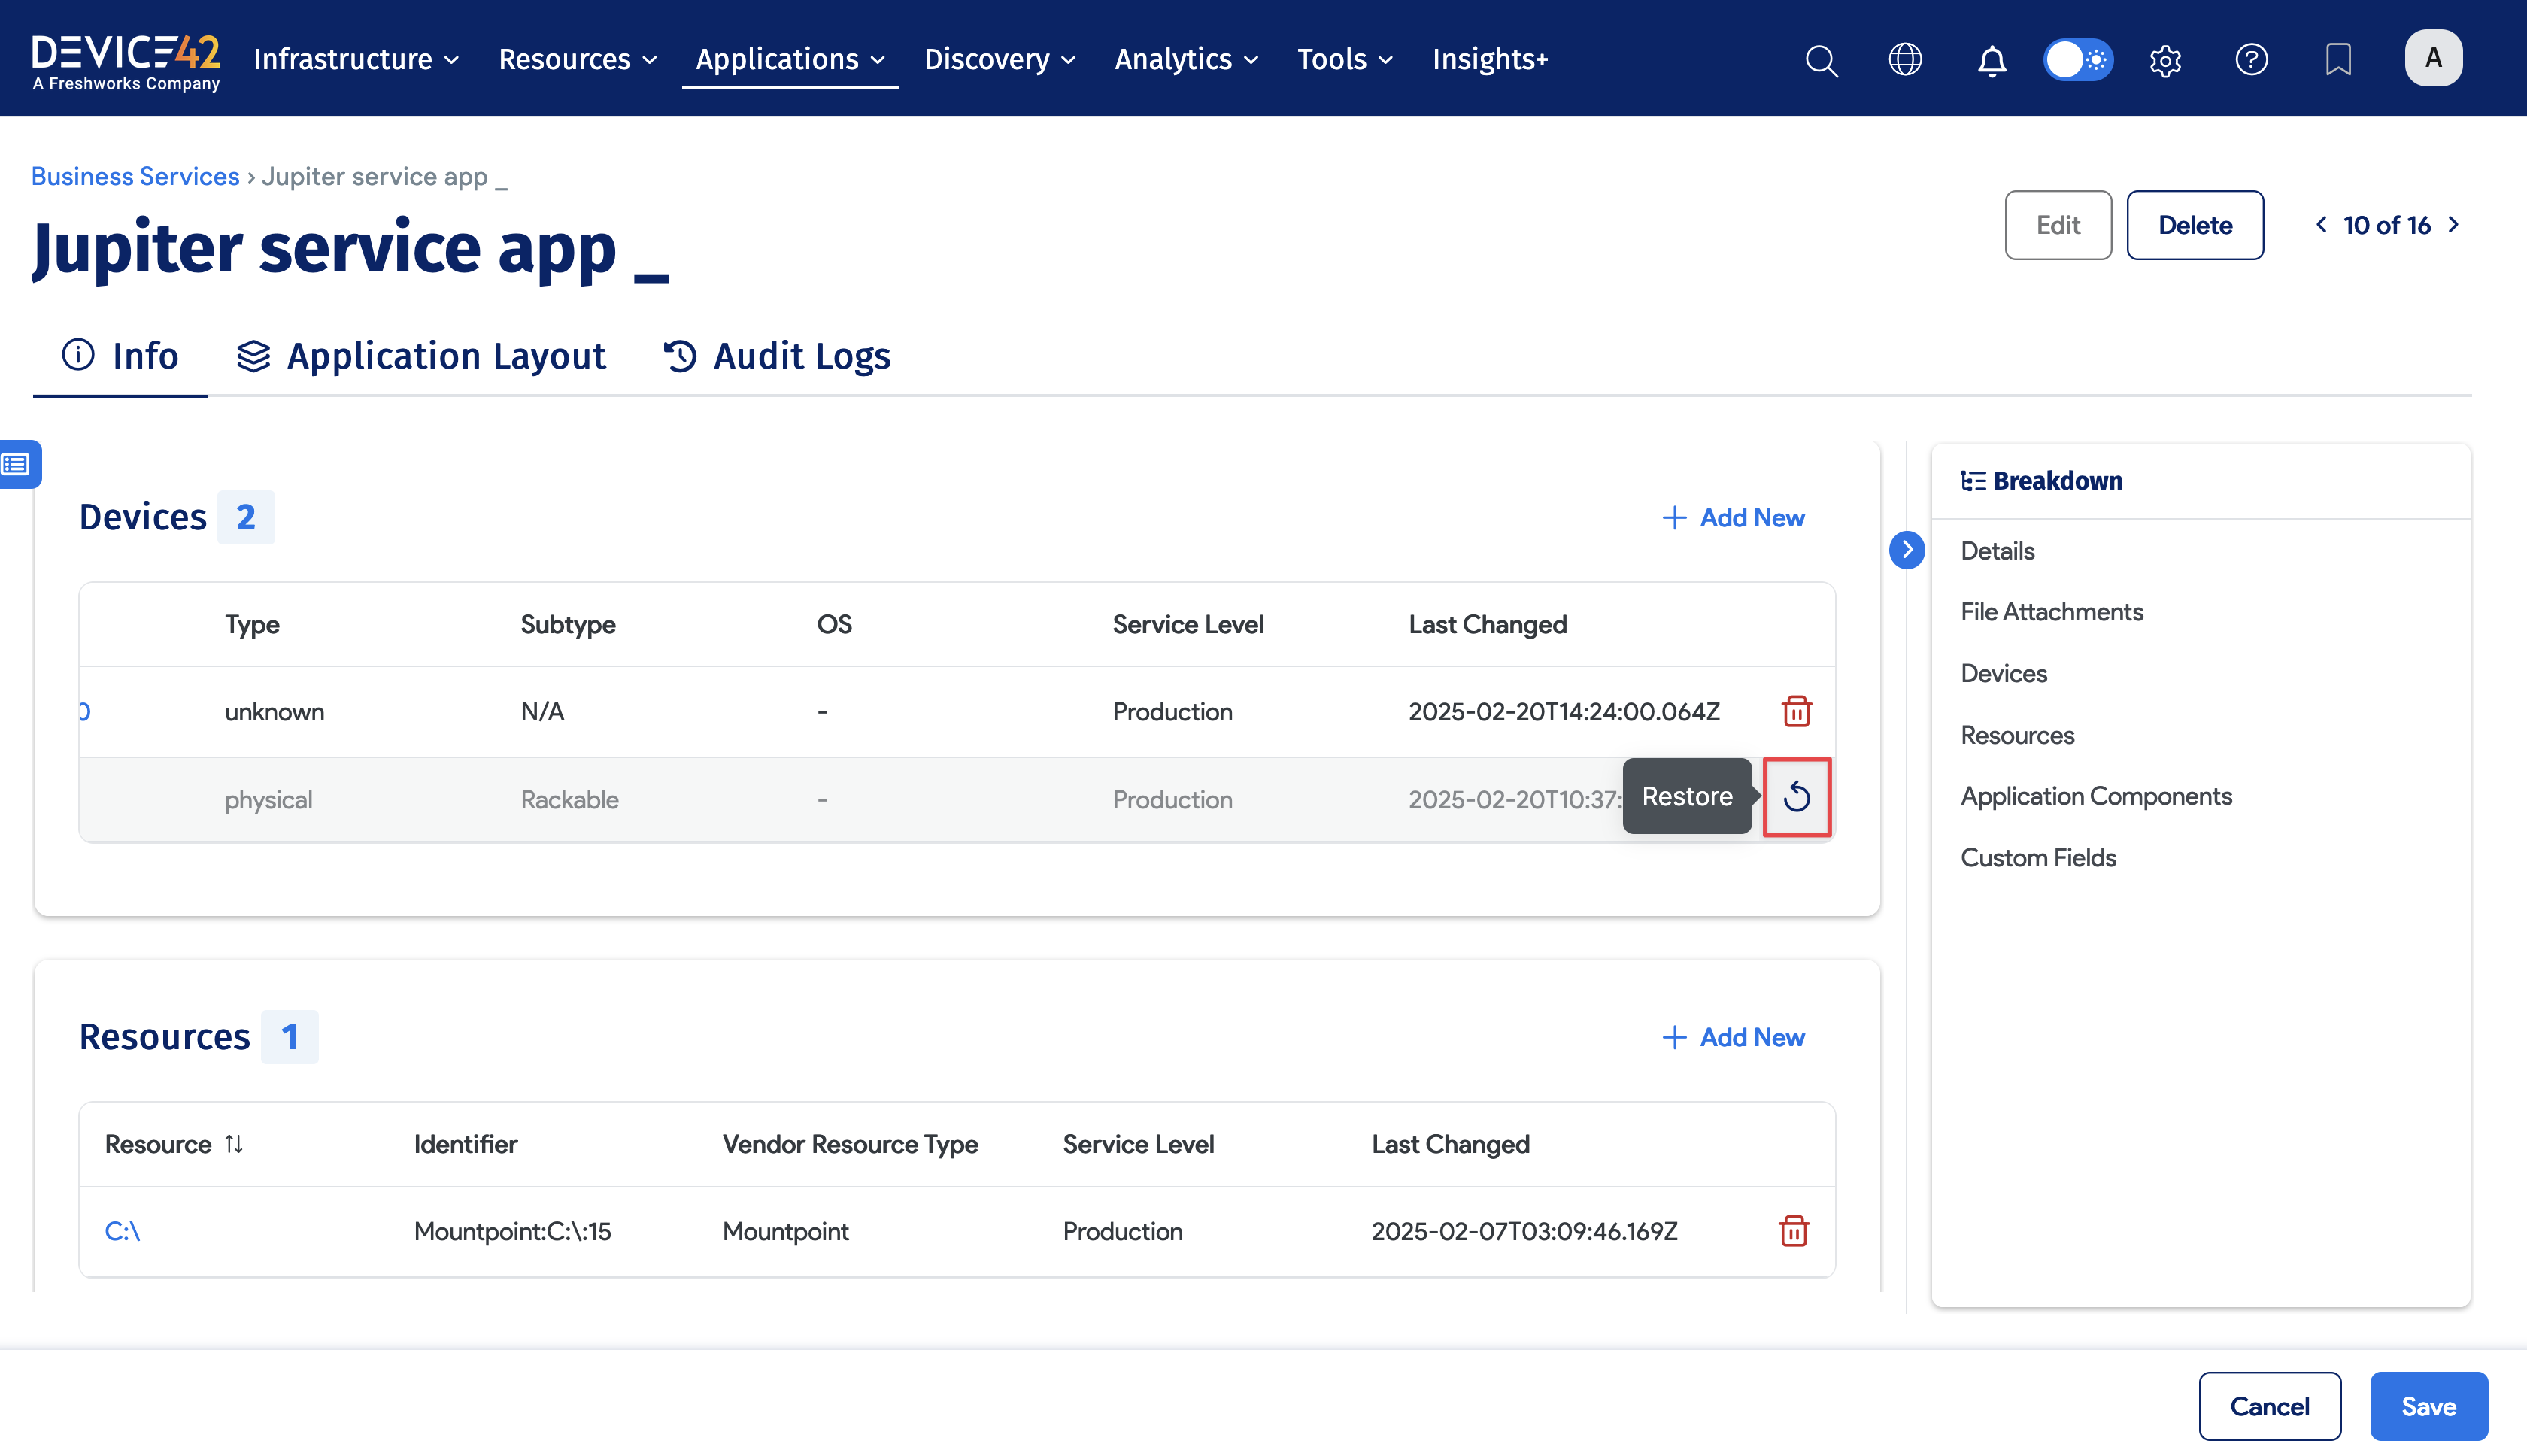 DEVICE42
A Freshworks Company
Infrastructure Resources Applications Discovery Analytics Tools Insights+
A
Business Services › Jupiter service app _
Jupiter service app _
Edit Delete 10 of 16
Info Application Layout Audit Logs
Devices 2
Add New
Type Subtype OS Service Level Last Changed
unknown N/A - Production 2025-02-20T14:24:00.064Z
physical Rackable - Production 2025-02-20T10:37:
Restore
Resources 1
Add New
Resource Identifier Vendor Resource Type Service Level Last Changed
C:\ Mountpoint:C:\:15 Mountpoint Production 2025-02-07T03:09:46.169Z
Breakdown
Details
File Attachments
Devices
Resources
Application Components
Custom Fields
Cancel Save